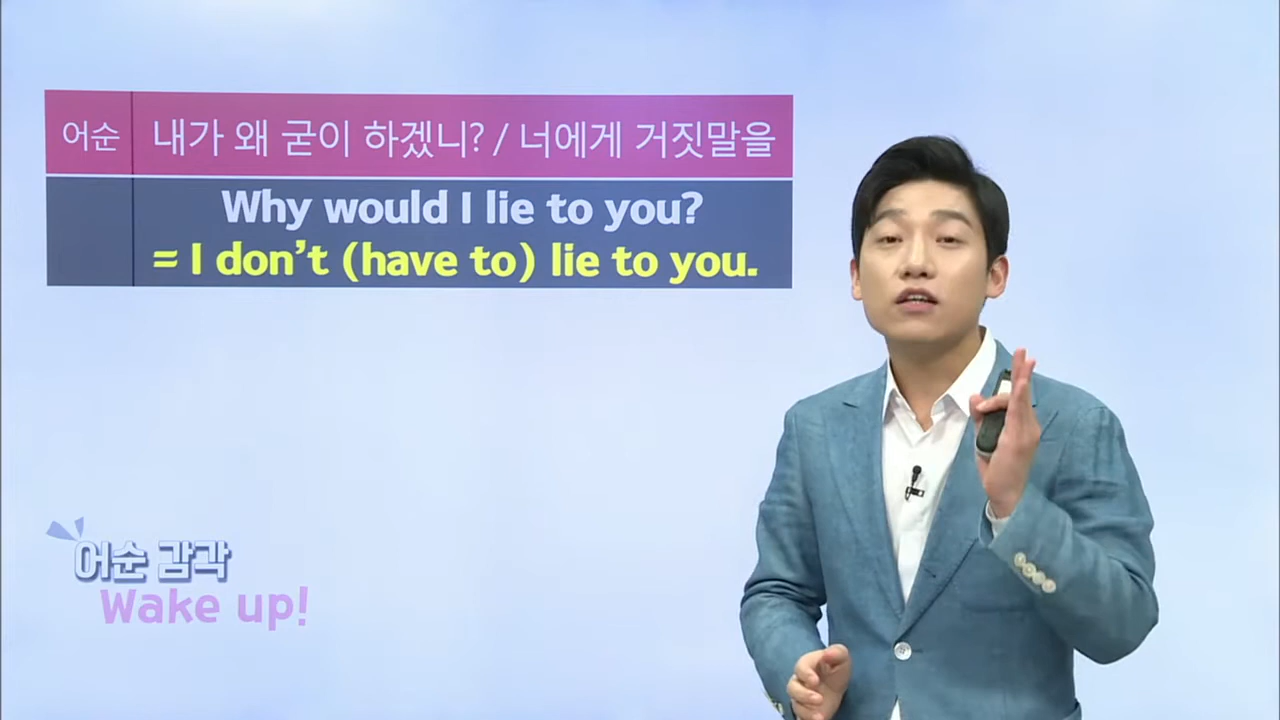 어순
내가 왜 굳이 하겠니? / 너에게 거짓말을
Why would I lie to you?
= I don't (have to) lie to you.
어순 감각
Wake up!